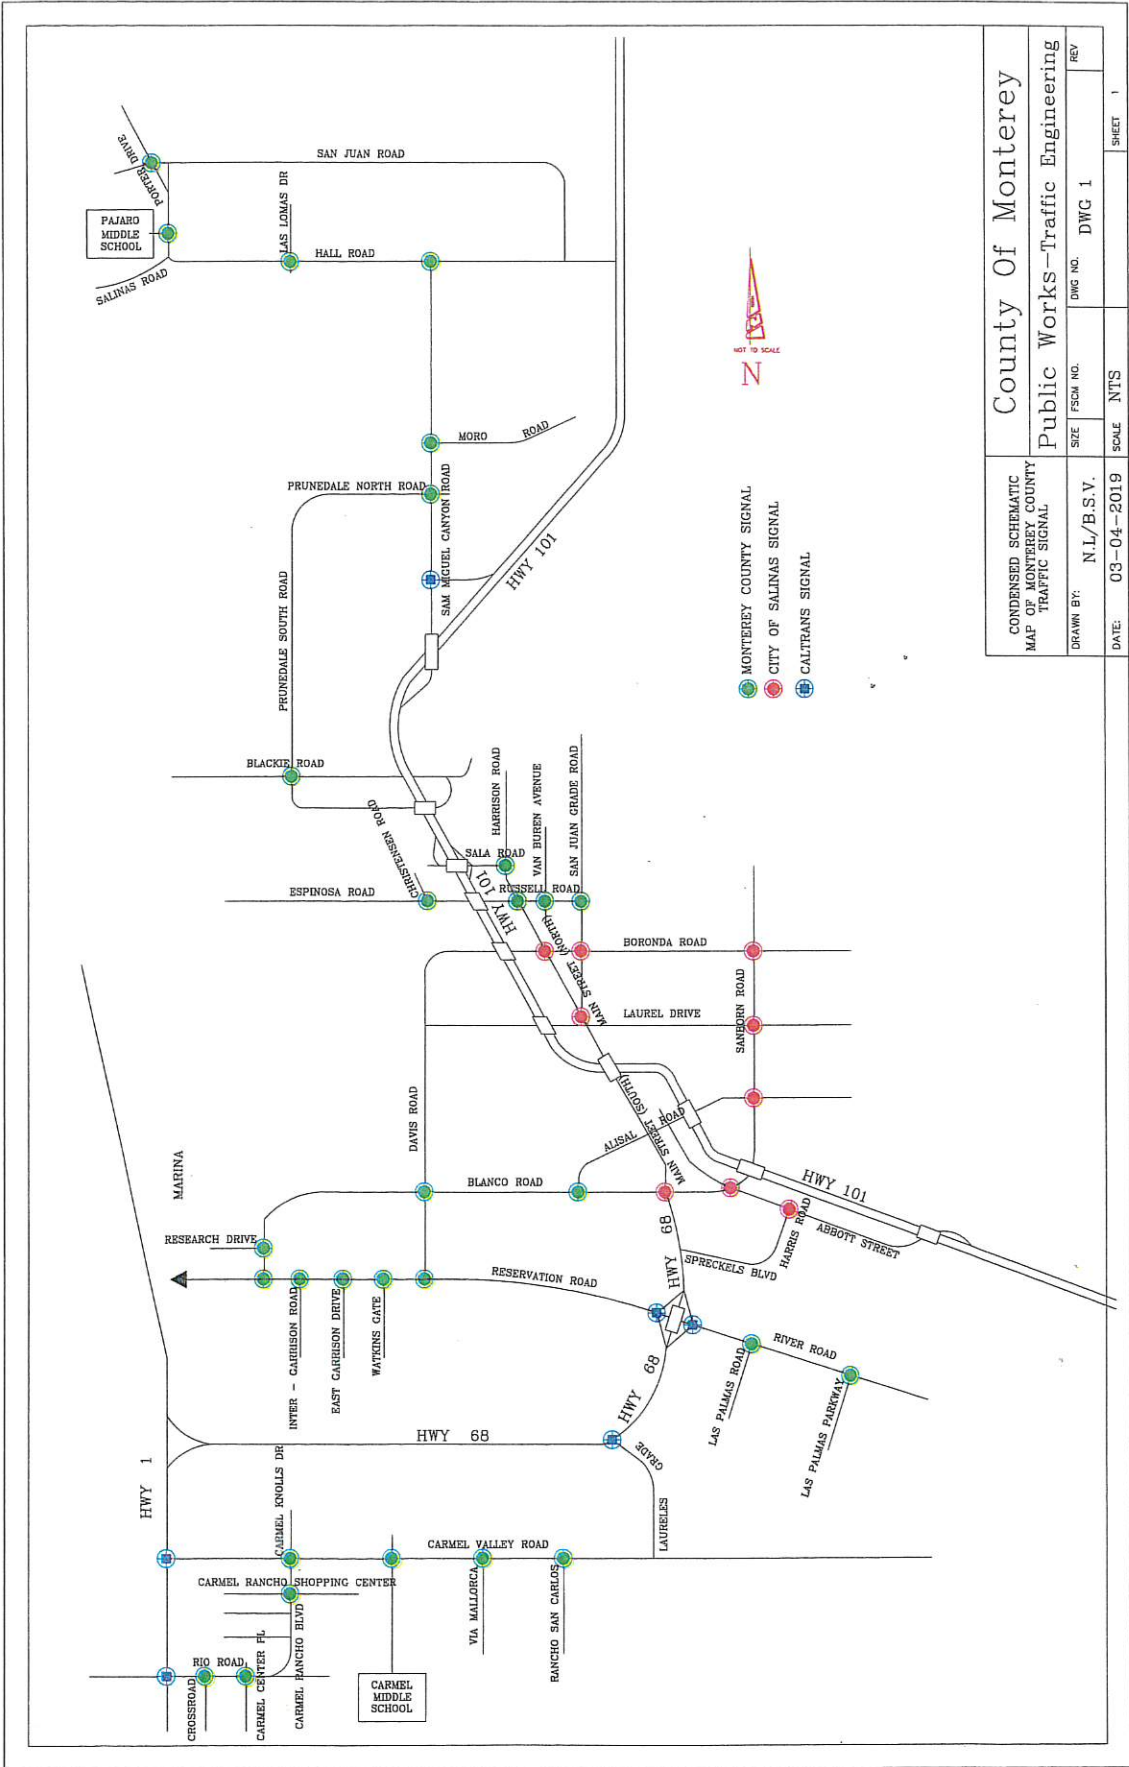 PORTER DRIVE
SAN JUAN ROAD
PAJARO
MIDDLE
SCHOOL
SALINAS ROAD
LAS LOMAS DR
HALL ROAD
MORO
ROAD
PRUNEDALE NORTH ROAD
SAM MIGUEL CANYON ROAD
HWY 101
PRUNEDALE SOUTH ROAD
BLACKIE ROAD
CHRISTENSEN ROAD
HARRISON ROAD
SALA ROAD
VAN BUREN AVENUE
SAN JUAN GRADE ROAD
ESPINOSA ROAD
RUSSELL ROAD
HWY 101
MAIN STREET (NORTH)
BORONDA ROAD
LAUREL DRIVE
SANBORN ROAD
DAVIS ROAD
MAIN STREET (SOUTH)
ALISAL
ROAD
MARINA
BLANCO ROAD
HWY 101
RESEARCH DRIVE
HWY 68
HARRIS ROAD
ABBOTT STREET
SPRECKELS BLVD
RESERVATION ROAD
INTER - GARRISON ROAD
EAST GARRISON DRIVE
WATKINS GATE
RIVER ROAD
LAS PALMAS ROAD
LAS PALMAS PARKWAY
HWY 68
HWY 68
HWY 1
LAURELES
GRADE
CARMEL KNOLLS DR
CARMEL VALLEY ROAD
CARMEL RANCHO SHOPPING CENTER
VIA MALLORCA
RANCHO SAN CARLOS
RIO ROAD
CROSSROAD
CARMEL CENTER PL
CARMEL RANCHO BLVD
CARMEL
MIDDLE
SCHOOL
NOT TO SCALE
N
MONTEREY COUNTY SIGNAL
CITY OF SALINAS SIGNAL
CALTRANS SIGNAL
CONDENSED SCHEMATIC
MAP OF MONTEREY COUNTY
TRAFFIC SIGNAL
County Of Monterey
Public Works-Traffic Engineering
DRAWN BY: N.L/B.S.V.
SIZE
FSCM NO.
DWG NO. DWG 1
REV
DATE: 03-04-2019
SCALE NTS
SHEET 1